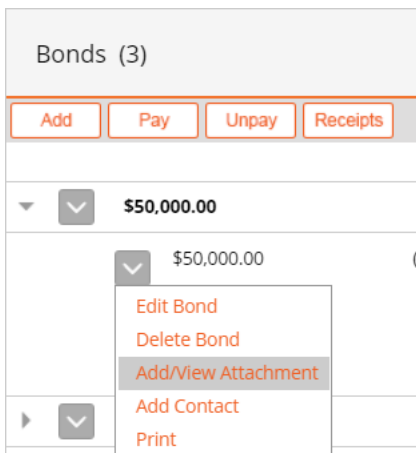 Bonds (3)
Add Pay Unpay Receipts
$50,000.00
$50,000.00 (
Edit Bond
Delete Bond
Add/View Attachment
Add Contact
Print